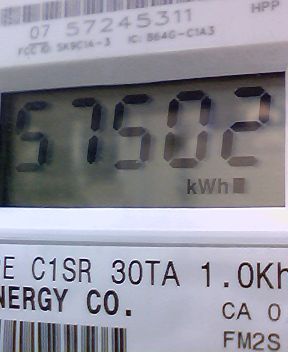 HPP
07 57245311
FCC ID: SK9C1A-3 IC: 864G-C1A3
57502
kWh
PE C1SR 30TA 1.0Kh
NERGY CO.
CA 0
FM2S